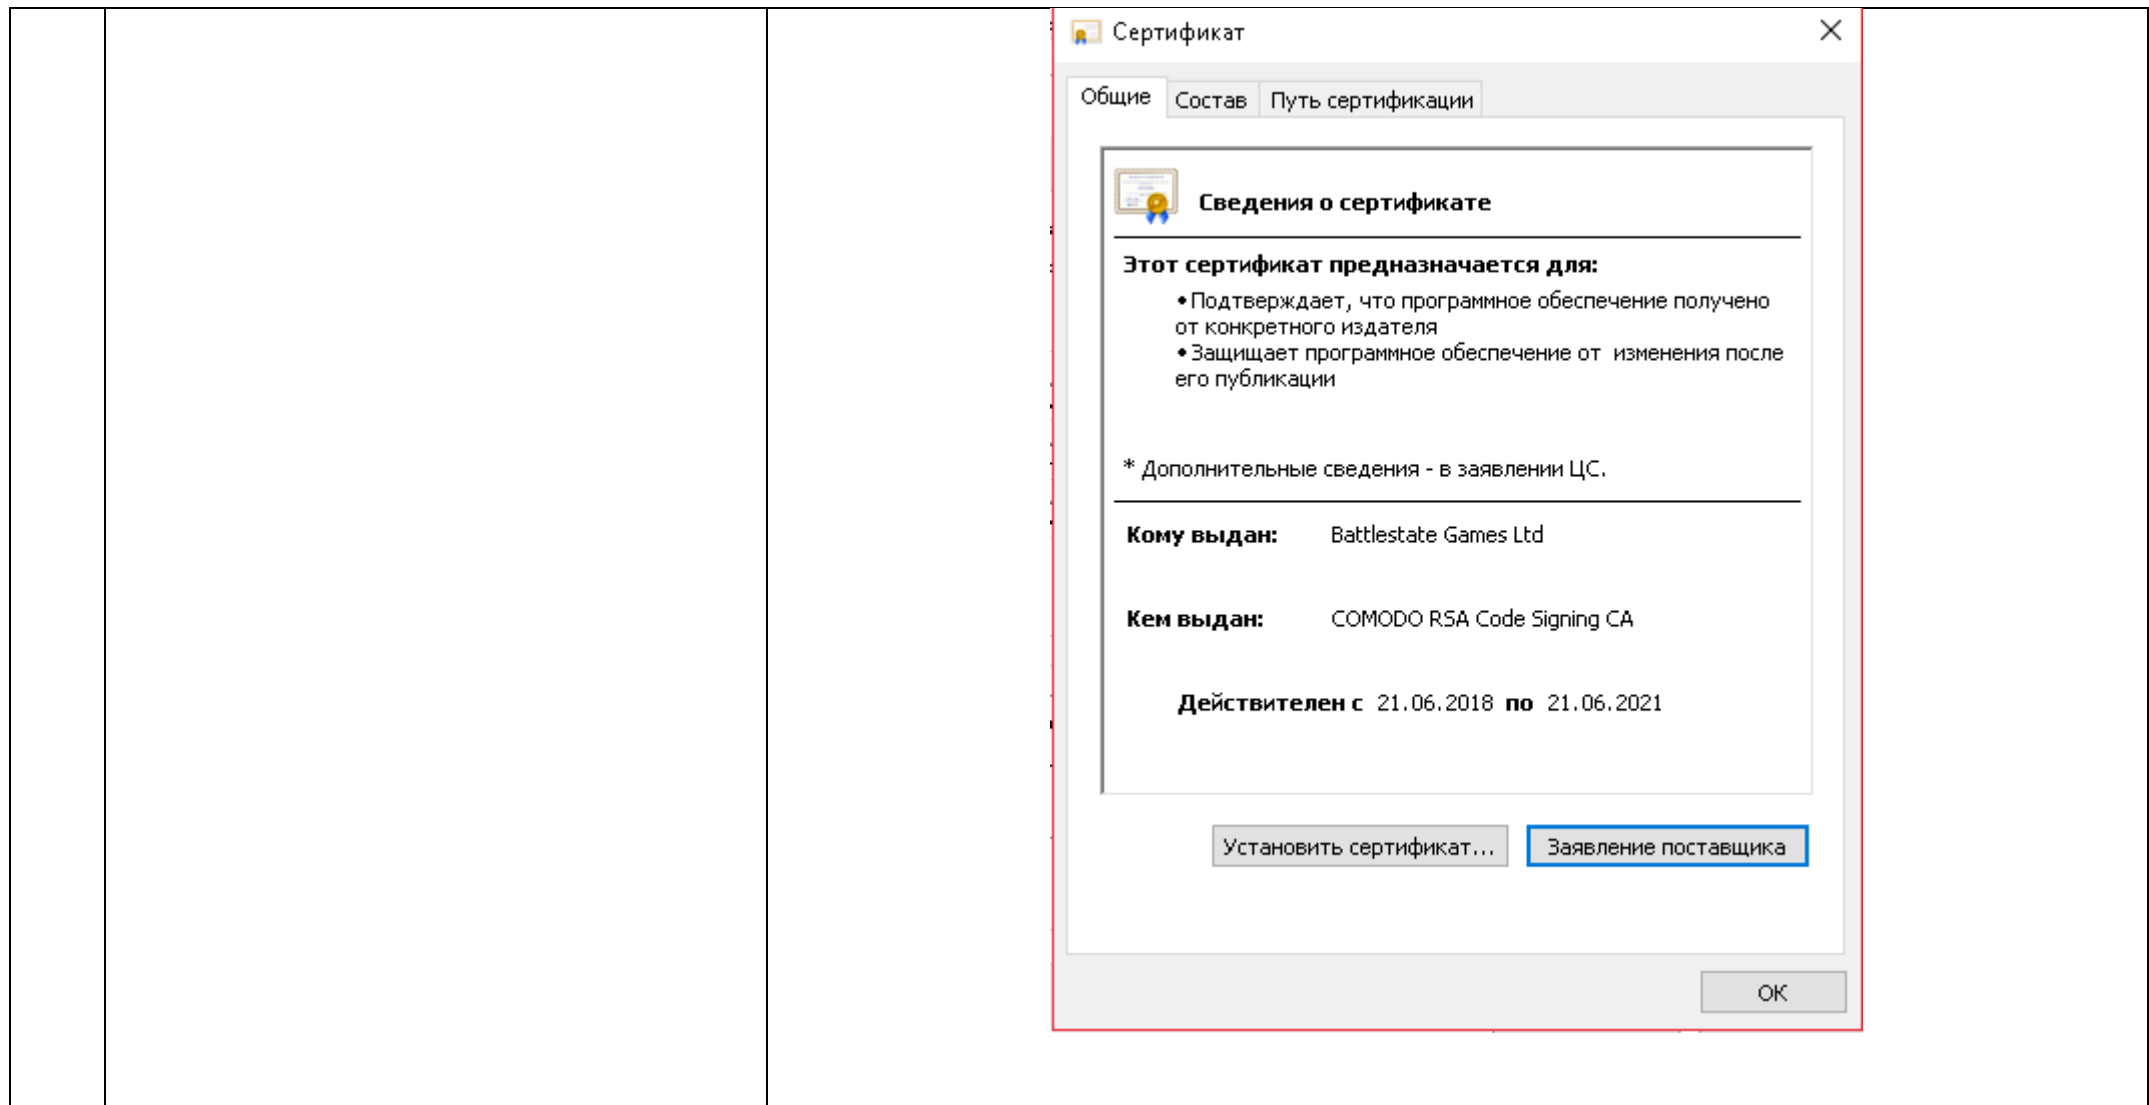 Сертификат
Общие Состав Путь сертификации
Сведения о сертификате
Этот сертификат предназначается для:
• Подтверждает, что программное обеспечение получено
от конкретного издателя
• Защищает программное обеспечение от изменения после
его публикации
* Дополнительные сведения - в заявлении ЦС.
Кому выдан: Battlestate Games Ltd
Кем выдан: COMODO RSA Code Signing CA
Действителен с 21.06.2018 по 21.06.2021
Установить сертификат... Заявление поставщика
ОК